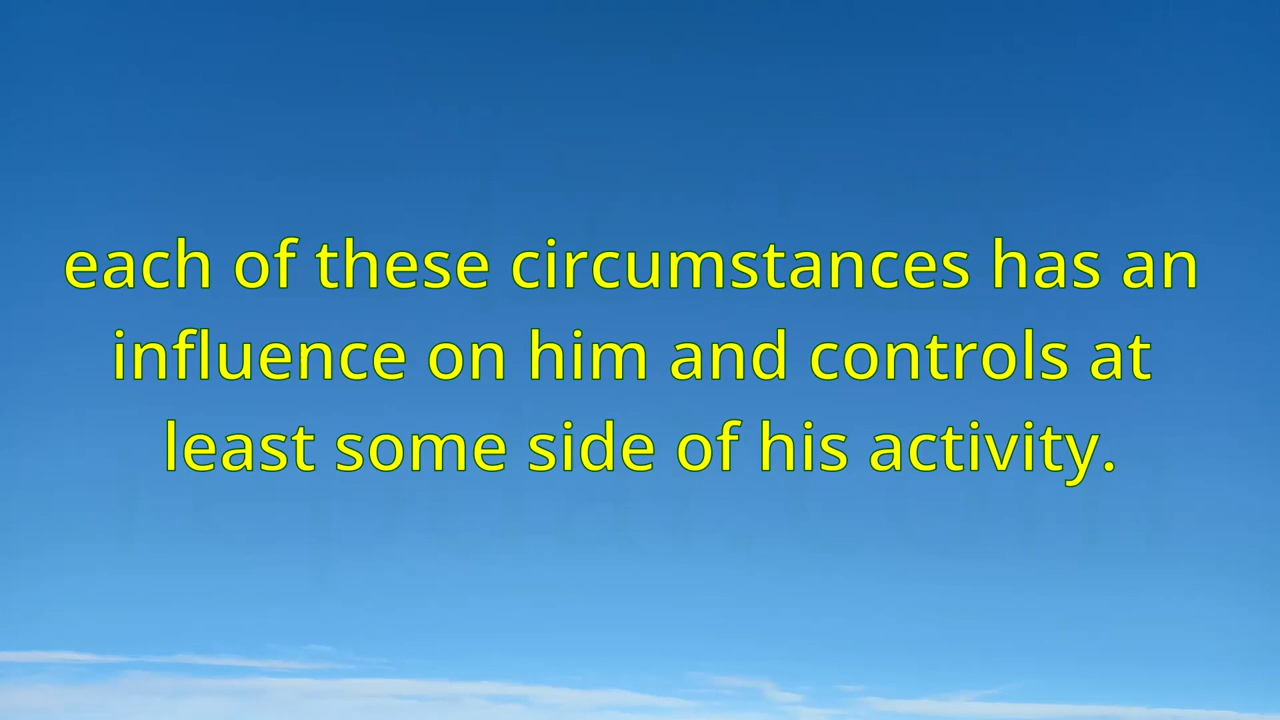 each of these circumstances has an
influence on him and controls at
least some side of his activity.